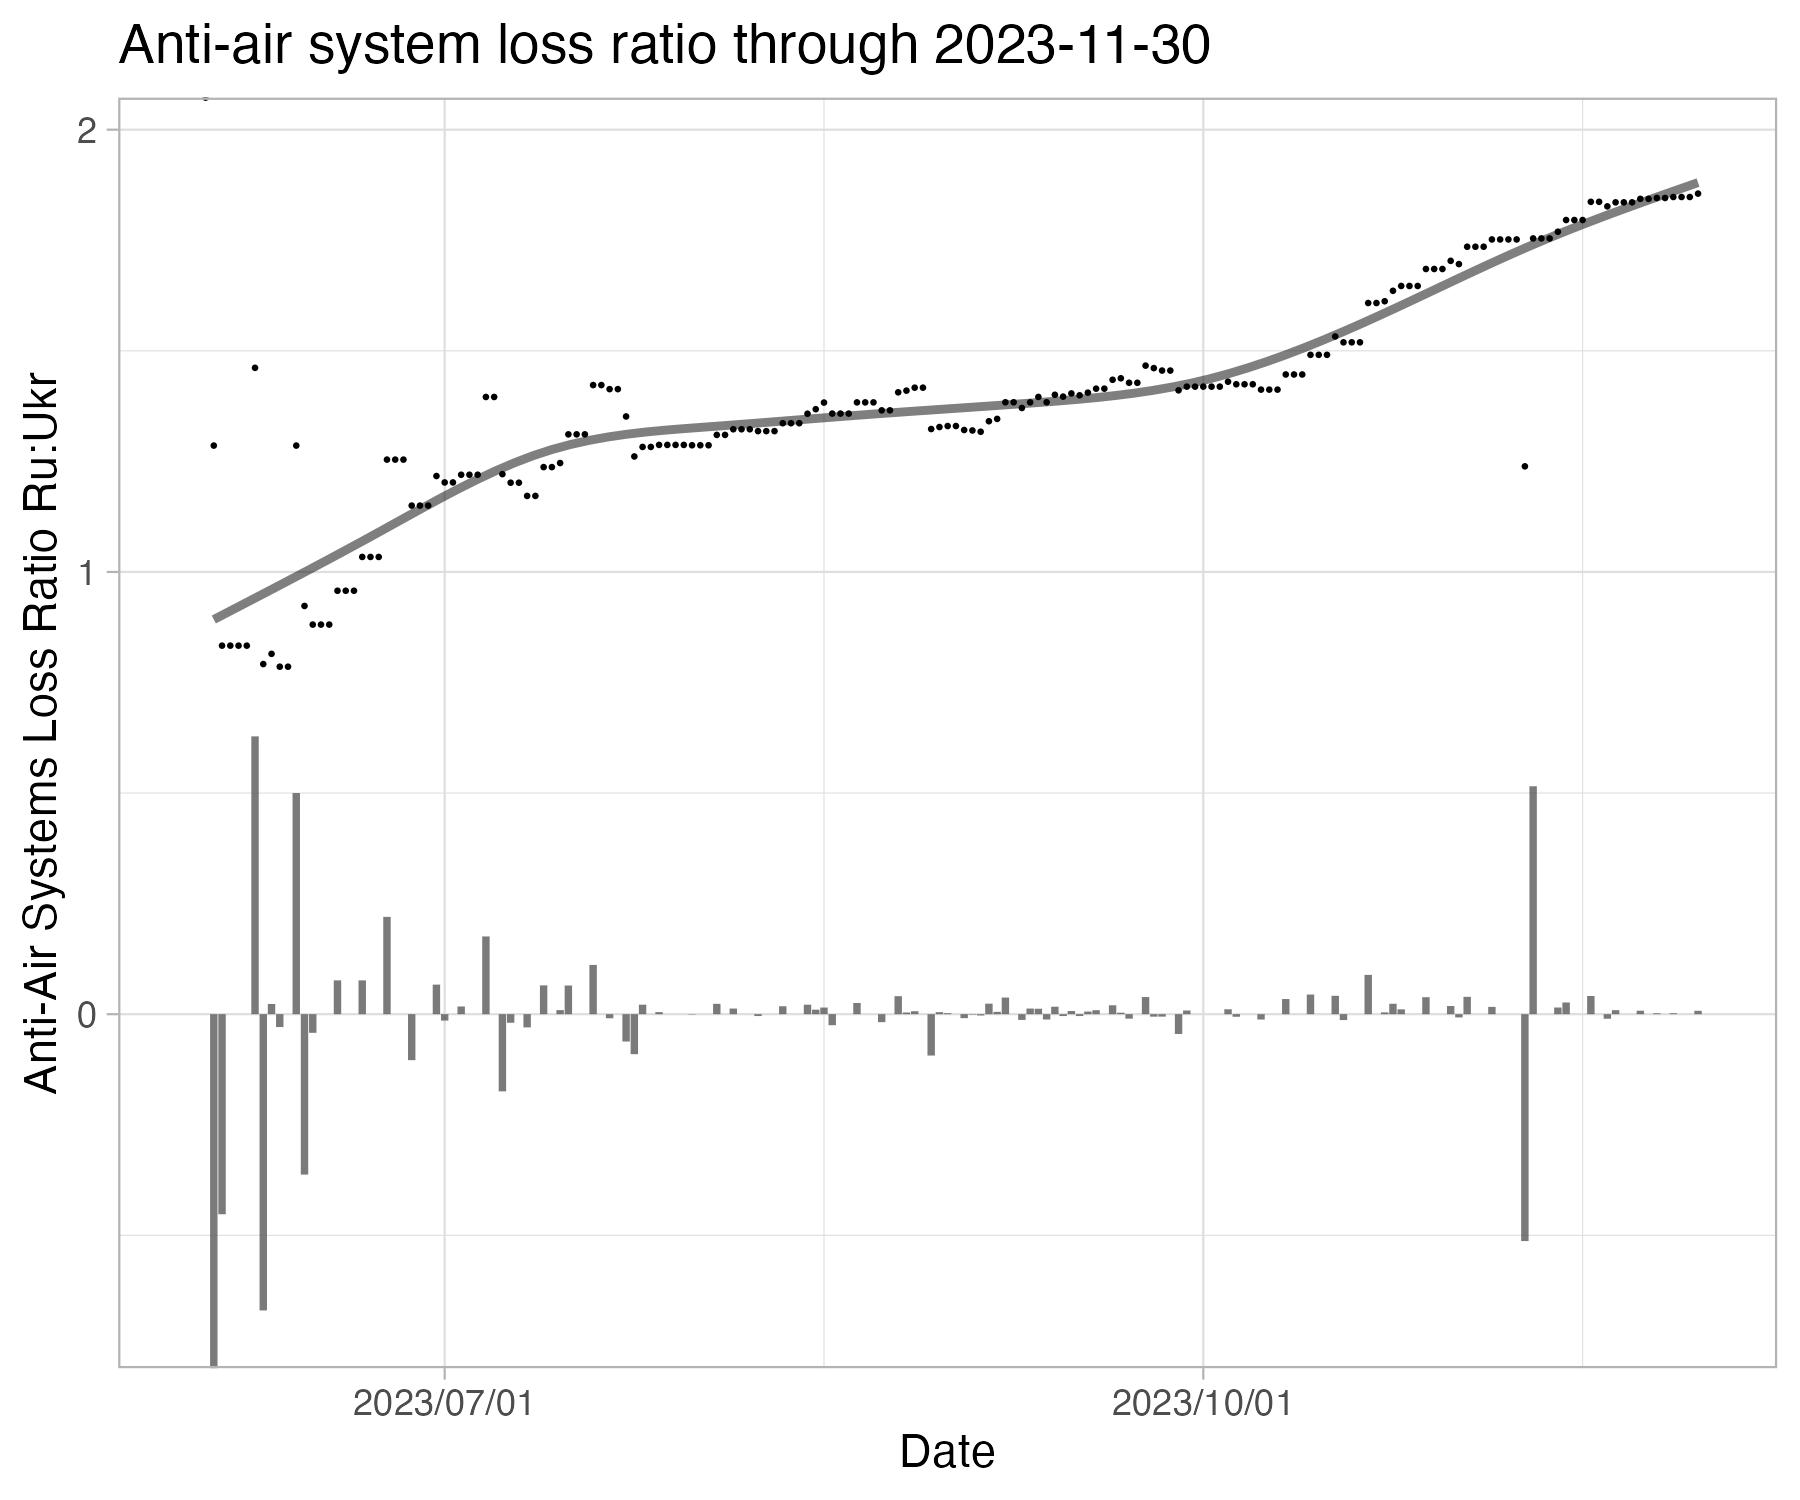 Anti-air system loss ratio through 2023-11-30
Anti-Air Systems Loss Ratio Ru:Ukr
2
1
0
2023/07/01
2023/10/01
Date